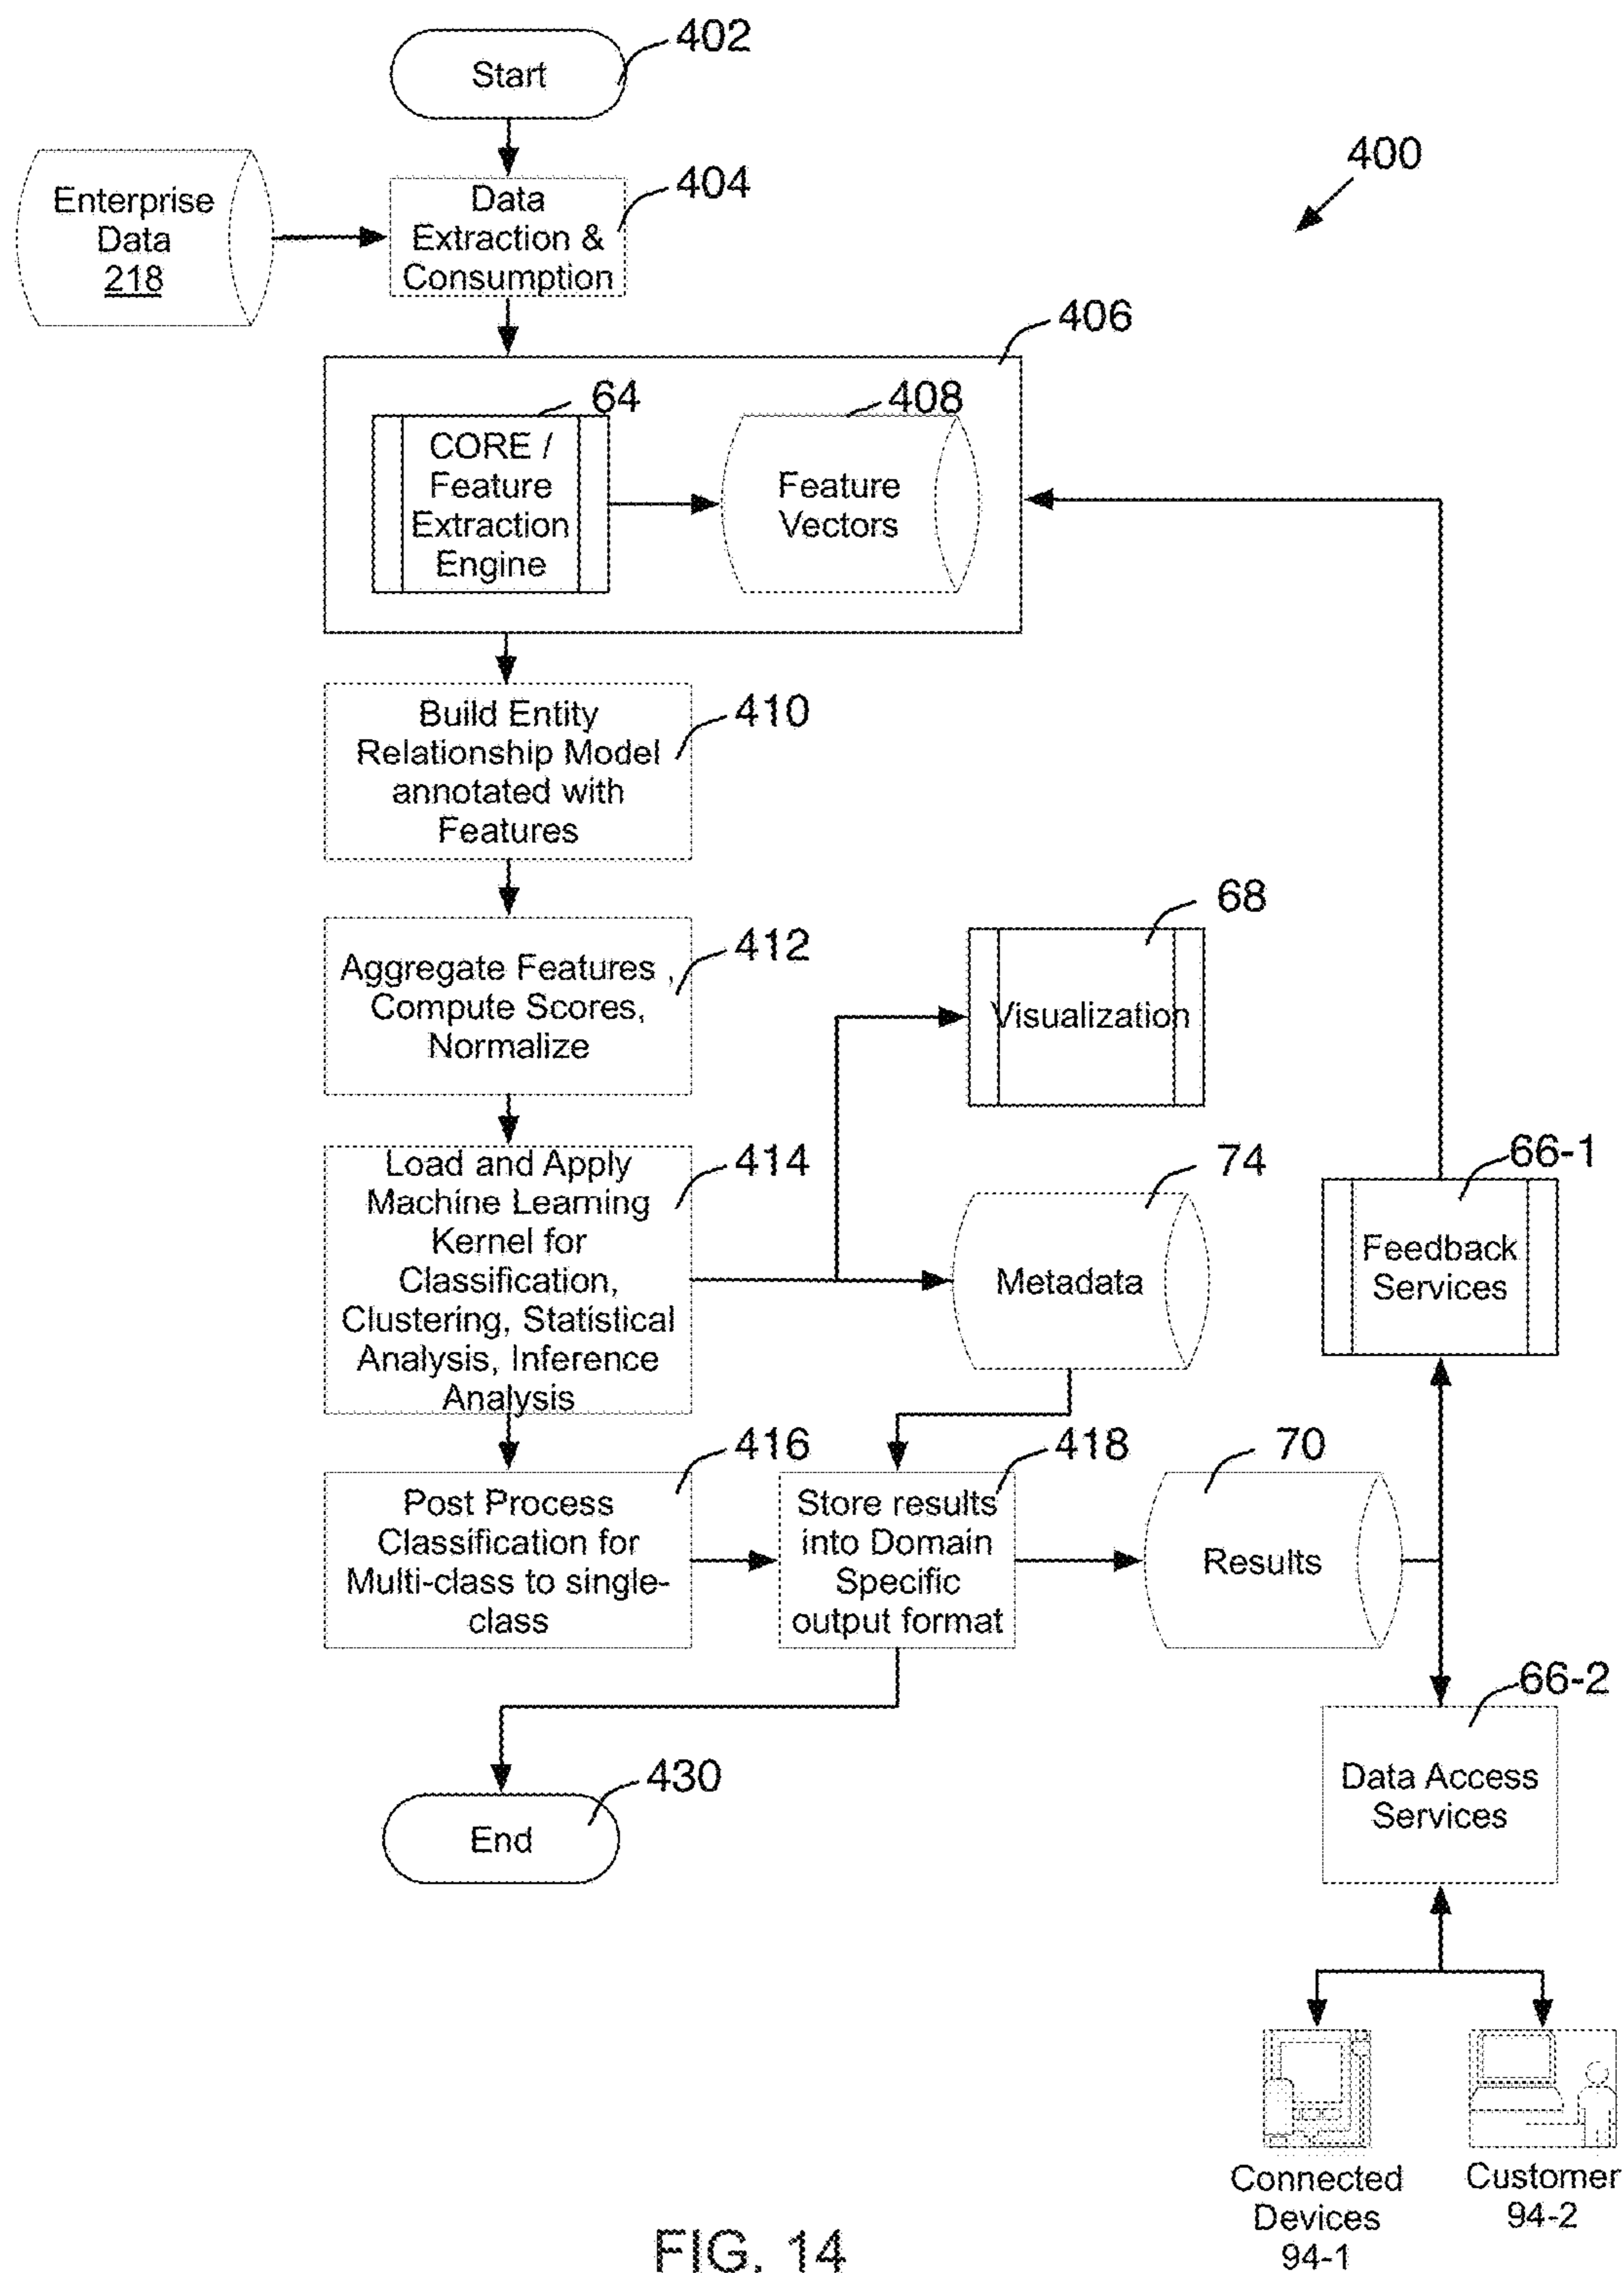 402
Start
400
404
Enterprise
Data
218
Data
Extraction &
Consumption
406
64
408
CORE /
Feature
Extraction
Engine
Feature
Vectors
410
Build Entity
Relationship Model
annotated with
Features
68
412
Aggregate Features ,
Compute Scores,
Normalize
Visualization
414
Load and Apply
Machine Learning
Kernel for
Classification,
Clustering, Statistical
Analysis, Inference
Analysis
74
Metadata
66-1
Feedback
Services
416
Post Process
Classification for
Multi-class to single-
class
418
Store results
into Domain
Specific
output format
70
Results
66-2
Data Access
Services
430
End
Connected
Devices
94-1
Customer
94-2
FIG. 14